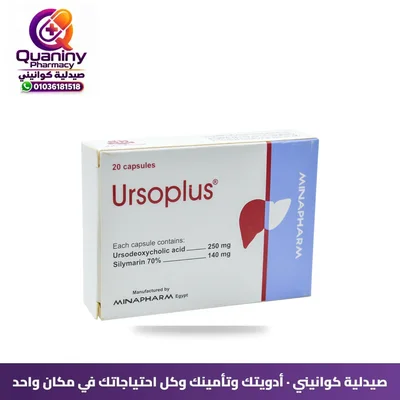 Quaniny
Pharmacy
صيدلية كوانيني
01036181518
20 capsules
Ursoplus®
MINAPHARM
Each capsule contains:
Ursodeoxycholic acid 250 mg
Silymarin 70% 140 mg
Manufactured by
MINAPHARM Egypt
صيدلية كوانيني - أدويتك وتأمينك وكل احتياجاتك في مكان واحد